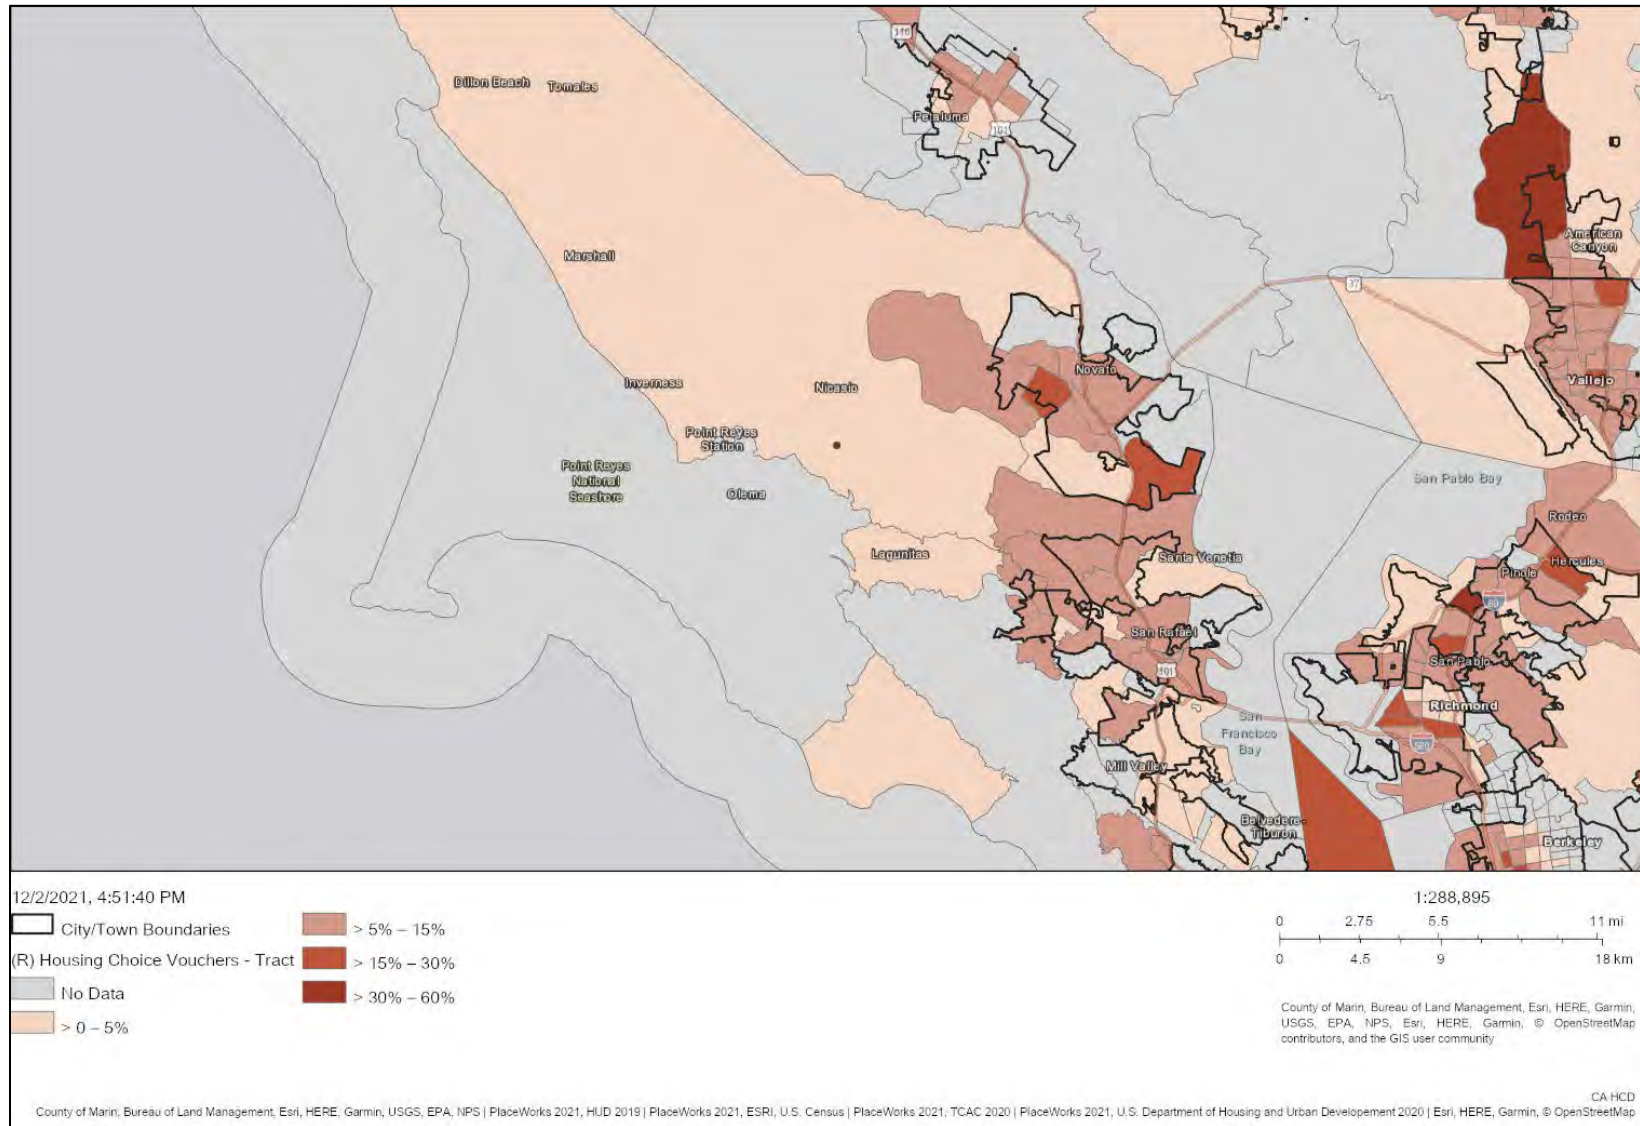 116
Dillon Beach
Tomales
Petaluma
101
American
Canyon
Marshall
37
Novato
Vallejo
Inverness
Nicasio
Point Reyes
Station
Point Reyes
National
Seashore
Olema
San Pablo Bay
Rodeo
Lagunitas
Santa Venetia
Hercules
Pinole
80
San Rafael
San Pablo
101
Richmond
San
Francisco
Bay
580
Mill Valley
Belvedere-
Tiburon
Berkeley
12/2/2021, 4:51:40 PM
City/Town Boundaries
(R) Housing Choice Vouchers - Tract
No Data
> 0 – 5%
> 5% – 15%
> 15% – 30%
> 30% – 60%
1:288,895
0 2.75 5.5 11 mi
0 4.5 9 18 km
County of Marin, Bureau of Land Management, Esri, HERE, Garmin,
USGS, EPA, NPS, Esri, HERE, Garmin, © OpenStreetMap
contributors, and the GIS user community
CA HCD
County of Marin, Bureau of Land Management, Esri, HERE, Garmin, USGS, EPA, NPS | PlaceWorks 2021, HUD 2019 | PlaceWorks 2021, ESRI, U.S. Census | PlaceWorks 2021, TCAC 2020 | PlaceWorks 2021, U.S. Department of Housing and Urban Developement 2020 | Esri, HERE, Garmin, © OpenStreetMap